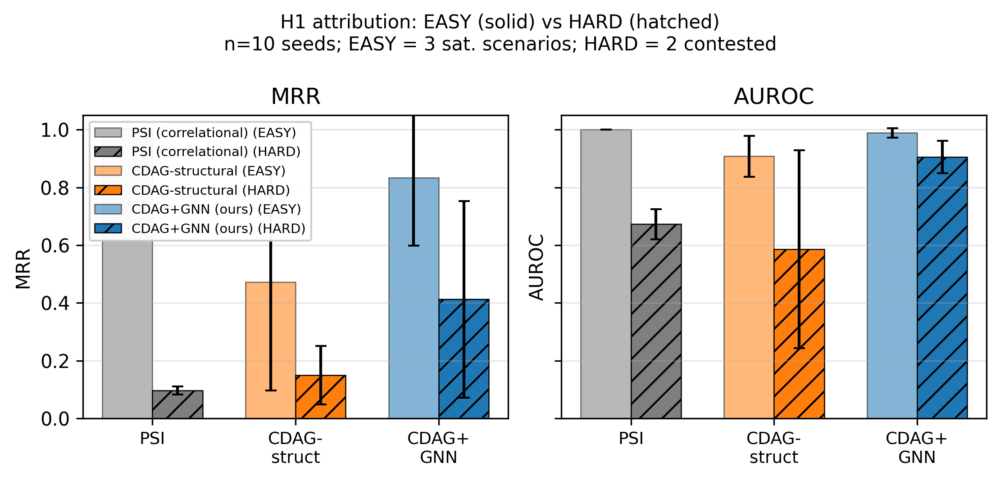 H1 attribution: EASY (solid) vs HARD (hatched)
n=10 seeds; EASY = 3 sat. scenarios; HARD = 2 contested
MRR
PSI (correlational) (EASY)
PSI (correlational) (HARD)
CDAG-structural (EASY)
CDAG-structural (HARD)
CDAG+GNN (ours) (EASY)
CDAG+GNN (ours) (HARD)
MRR
1.0
0.8
0.6
0.4
0.2
0.0
PSI
CDAG-
struct
CDAG+
GNN
AUROC
AUROC
PSI
CDAG-
struct
CDAG+
GNN